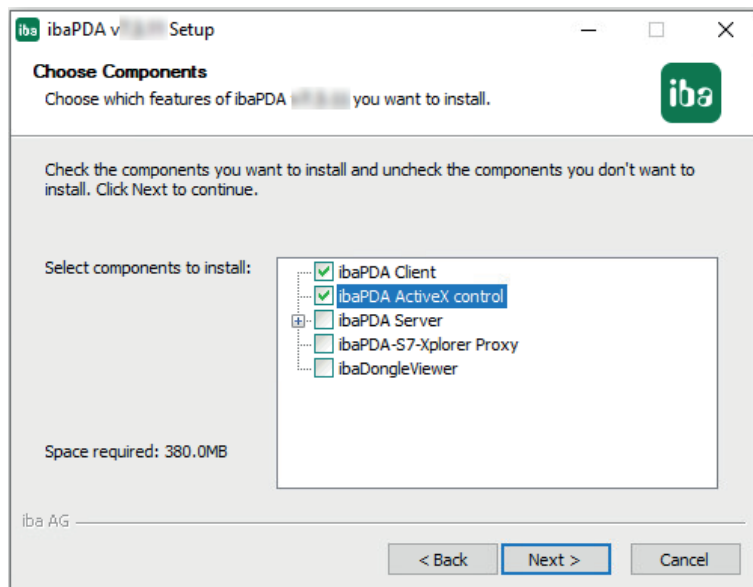 iba ibaPDA v Setup
Choose Components
Choose which features of ibaPDA you want to install.
iba
Check the components you want to install and uncheck the components you don't want to
install. Click Next to continue.
Select components to install:
ibaPDA Client
ibaPDA ActiveX control
ibaPDA Server
ibaPDA-S7-Xplorer Proxy
ibaDongleViewer
Space required: 380.0MB
iba AG
< Back Next > Cancel